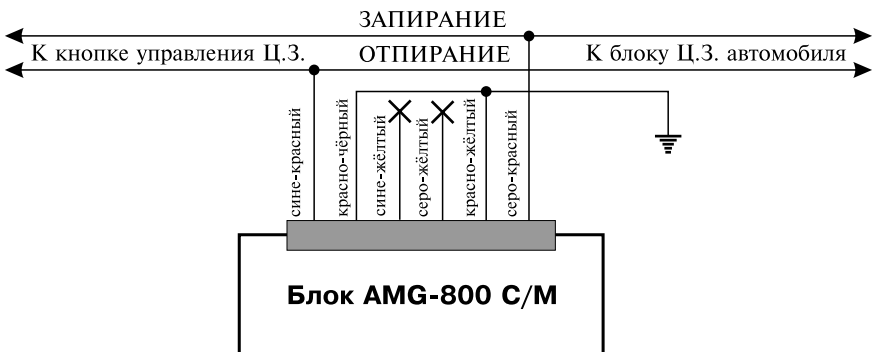 ЗАПИРАНИЕ
К кнопке управления Ц.З. ОТПИРАНИЕ К блоку Ц.З. автомобиля
сине-красный
красно-чёрный
сине-жёлтый
серо-жёлтый
красно-жёлтый
серо-красный
Блок AMG-800 C/M